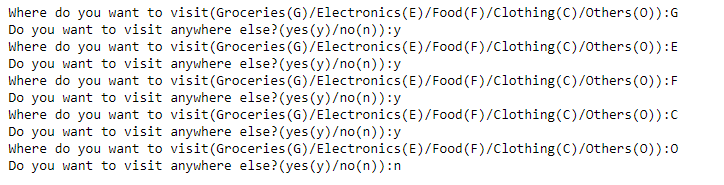 Where do you want to visit(Groceries(G)/Electronics(E)/Food(F)/Clothing(C)/Others(O)):G
Do you want to visit anywhere else?(yes(y)/no(n)):y
Where do you want to visit(Groceries(G)/Electronics(E)/Food(F)/Clothing(C)/Others(O)):E
Do you want to visit anywhere else?(yes(y)/no(n)):y
Where do you want to visit(Groceries(G)/Electronics(E)/Food(F)/Clothing(C)/Others(O)):F
Do you want to visit anywhere else?(yes(y)/no(n)):y
Where do you want to visit(Groceries(G)/Electronics(E)/Food(F)/Clothing(C)/Others(O)):C
Do you want to visit anywhere else?(yes(y)/no(n)):y
Where do you want to visit(Groceries(G)/Electronics(E)/Food(F)/Clothing(C)/Others(O)):O
Do you want to visit anywhere else?(yes(y)/no(n)):n